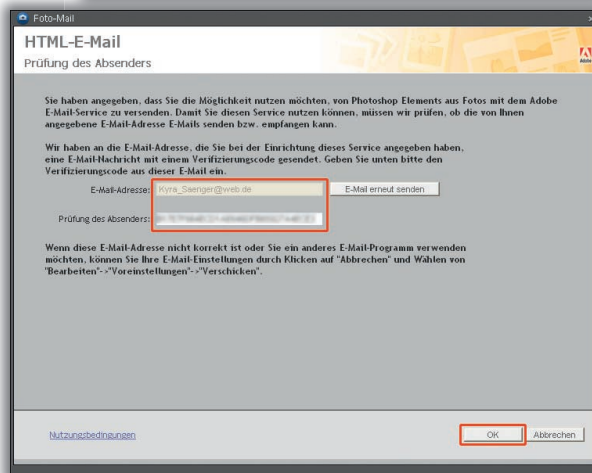 Foto-Mail
HTML-E-Mail
Prüfung des Absenders
Adobe
Sie haben angegeben, dass Sie die Möglichkeit nutzen möchten, von Photoshop Elements aus Fotos mit dem Adobe
E-Mail-Service zu versenden. Damit Sie diesen Service nutzen können, müssen wir prüfen, ob die von Ihnen
angegebene E-Mail-Adresse E-Mails senden bzw. empfangen kann.
Wir haben an die E-Mail-Adresse, die Sie bei der Einrichtung dieses Service angegeben haben,
eine E-Mail-Nachricht mit einem Verifizierungscode gesendet. Geben Sie unten bitte den
Verifizierungscode aus dieser E-Mail ein.
E-Mail-Adresse: Kyra_Saenger@web.de E-Mail erneut senden
Prüfung des Absenders:
Wenn diese E-Mail-Adresse nicht korrekt ist oder Sie ein anderes E-Mail-Programm verwenden
möchten, können Sie Ihre E-Mail-Einstellungen durch Klicken auf "Abbrechen" und Wählen von
"Bearbeiten"->"Voreinstellungen"->"Verschicken".
Nutzungsbedingungen OK Abbrechen